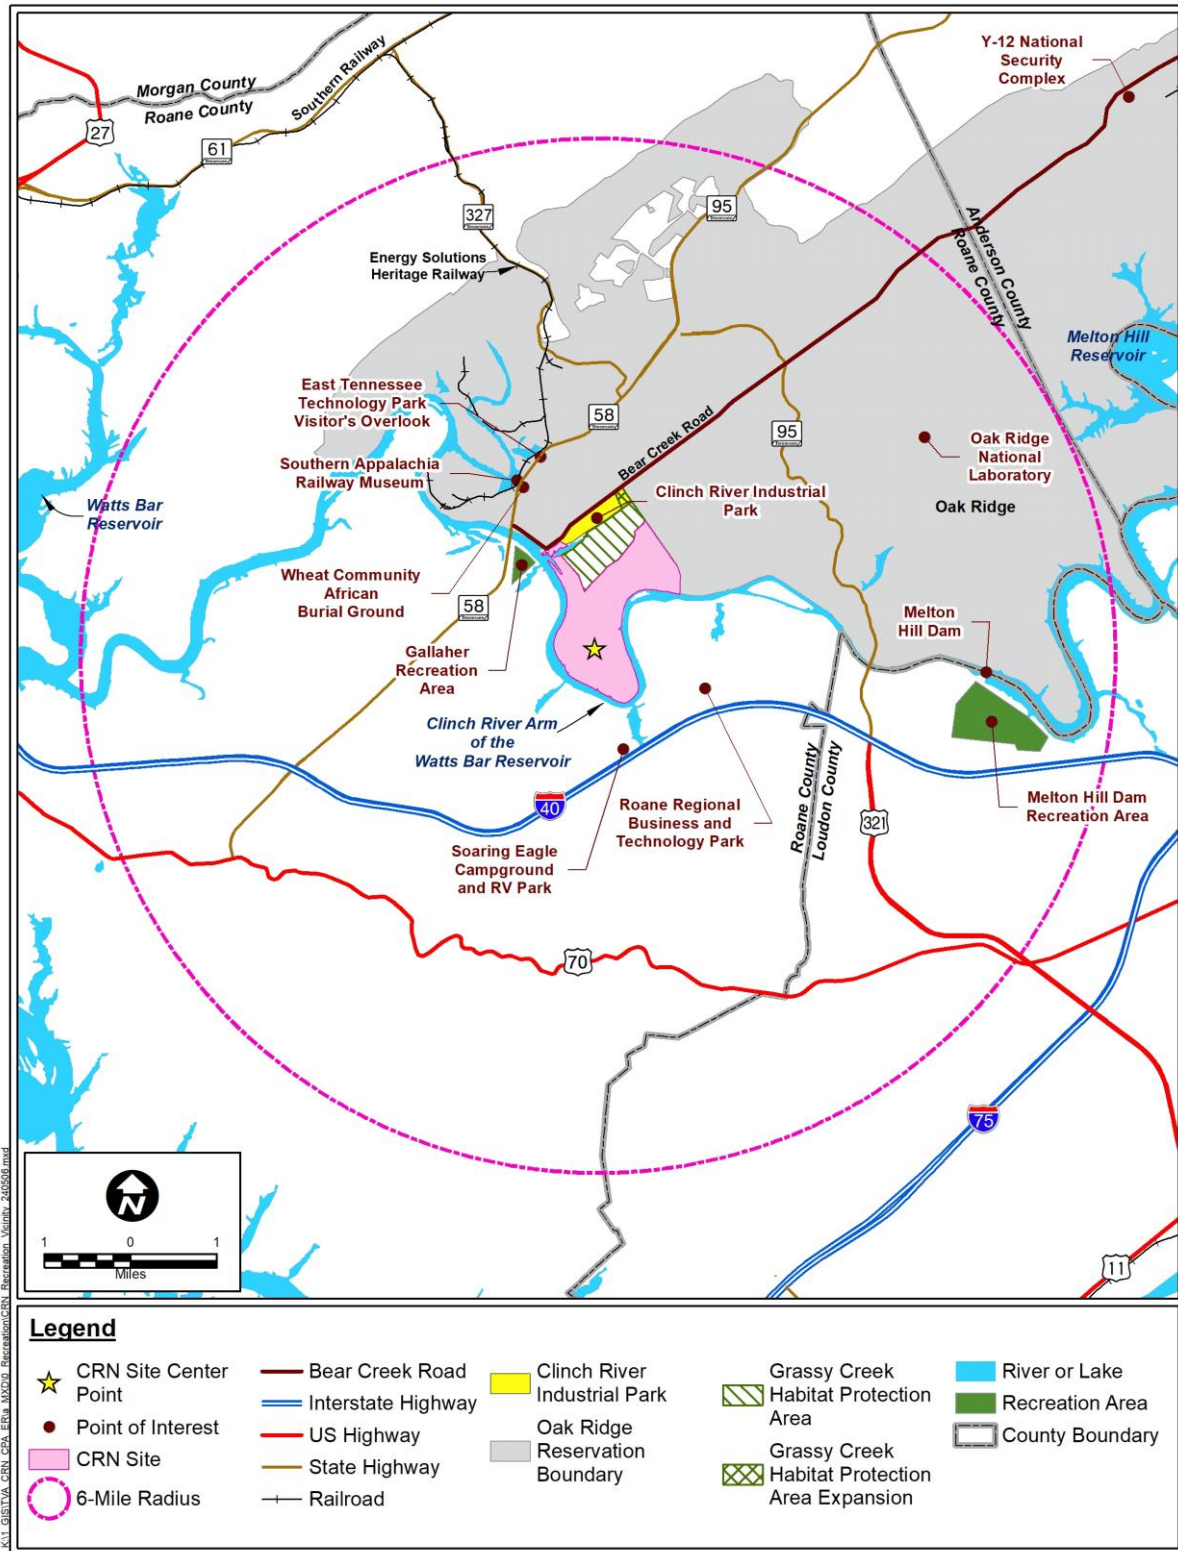 Y-12 National
Security
Complex
Morgan County
Roane County
Southern Railway
27
61
327
95
Energy Solutions
Heritage Railway
Anderson County
Roane County
Melton Hill
Reservoir
East Tennessee
Technology Park
Visitor's Overlook
58
Bear Creek Road
95
Oak Ridge
National
Laboratory
Southern Appalachia
Railway Museum
Clinch River Industrial
Park
Watts Bar
Reservoir
Oak Ridge
Wheat Community
African
Burial Ground
58
Melton
Hill Dam
Gallaher
Recreation
Area
Clinch River Arm
of the
Watts Bar Reservoir
40
Roane Regional
Business and
Technology Park
Roane County
Loudon County
321
Melton Hill Dam
Recreation Area
Soaring Eagle
Campground
and RV Park
70
75
11
N
1 0 1
Miles
K:\1_GIS\TVA_CRN_CPA_ER\a_MXD\0_Recreation\CRN_Recreation_Vicinity_240506.mxd
Legend
CRN Site Center
Point
Point of Interest
CRN Site
6-Mile Radius
Bear Creek Road
Interstate Highway
US Highway
State Highway
Railroad
Clinch River
Industrial Park
Oak Ridge
Reservation
Boundary
Grassy Creek
Habitat Protection
Area
Grassy Creek
Habitat Protection
Area Expansion
River or Lake
Recreation Area
County Boundary